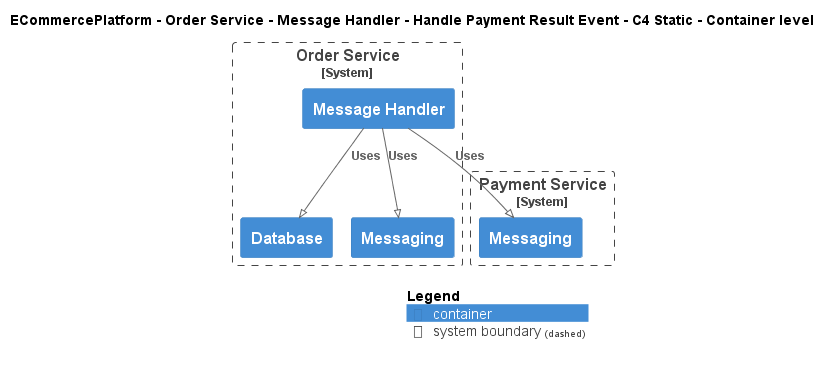 ECommercePlatform - Order Service - Message Handler - Handle Payment Result Event - C4 Static - Container level
Order Service
[System]
Message Handler
Uses
Uses
Uses
Payment Service
[System]
Database
Messaging
Messaging
Legend
container
system boundary (dashed)